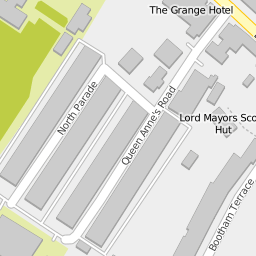 The Grange Hotel
North Parade
Queen Anne's Road
Lord Mayors Sco
Hut
Bootham Terrace